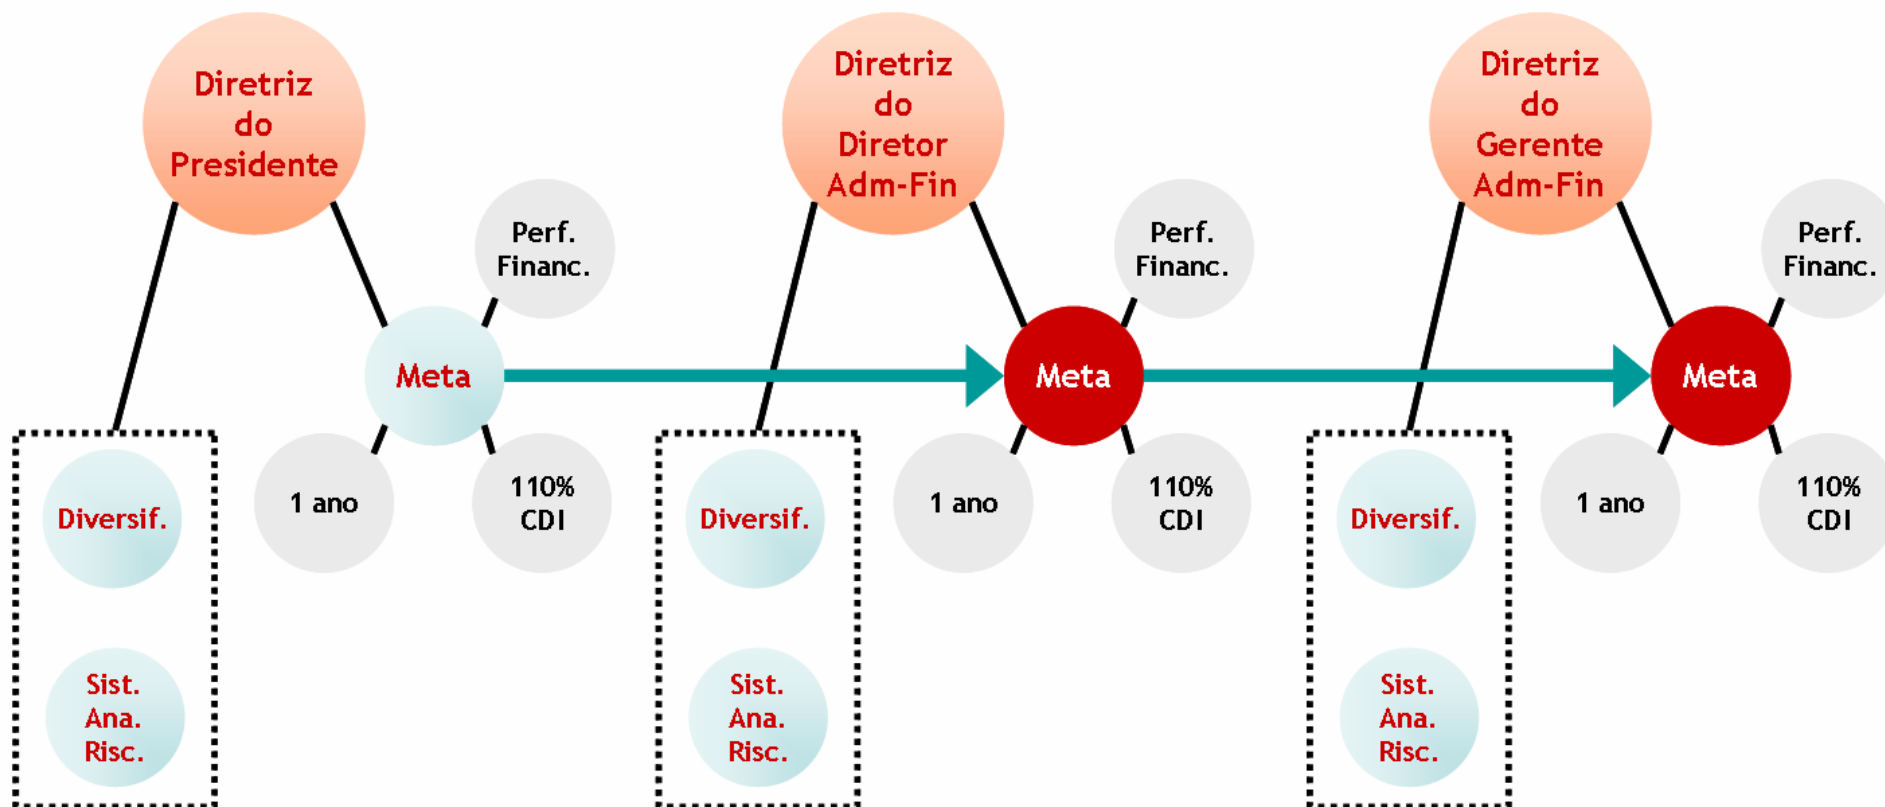 Diretriz
do
Presidente
Perf.
Financ.
Meta
1 ano
110%
CDI
Diversif.
Sist.
Ana.
Risc.
Diretriz
do
Diretor
Adm-Fin
Perf.
Financ.
Meta
1 ano
110%
CDI
Diversif.
Sist.
Ana.
Risc.
Diretriz
do
Gerente
Adm-Fin
Perf.
Financ.
Meta
1 ano
110%
CDI
Diversif.
Sist.
Ana.
Risc.